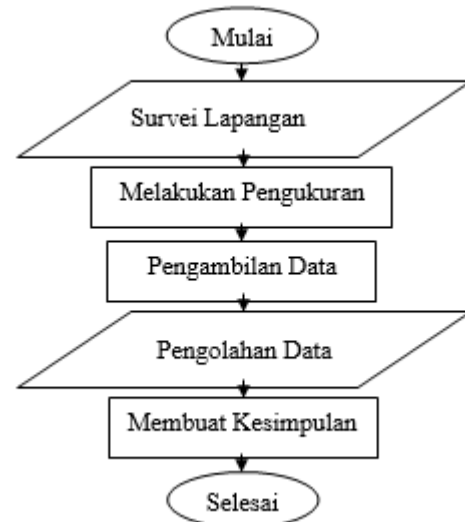 Mulai
Survei Lapangan
Melakukan Pengukuran
Pengambilan Data
Pengolahan Data
Membuat Kesimpulan
Selesai